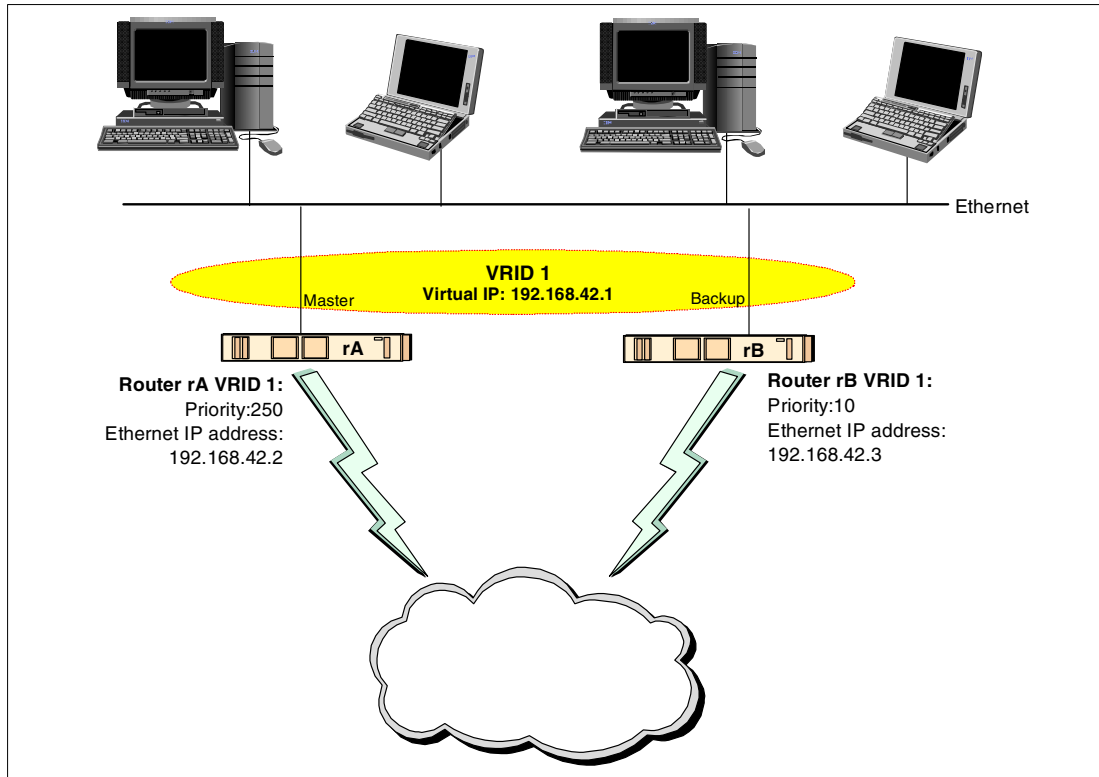 Ethernet
VRID 1
Virtual IP: 192.168.42.1
Master
Backup
rA
rB
Router rA VRID 1:
Priority:250
Ethernet IP address:
192.168.42.2
Router rB VRID 1:
Priority:10
Ethernet IP address:
192.168.42.3